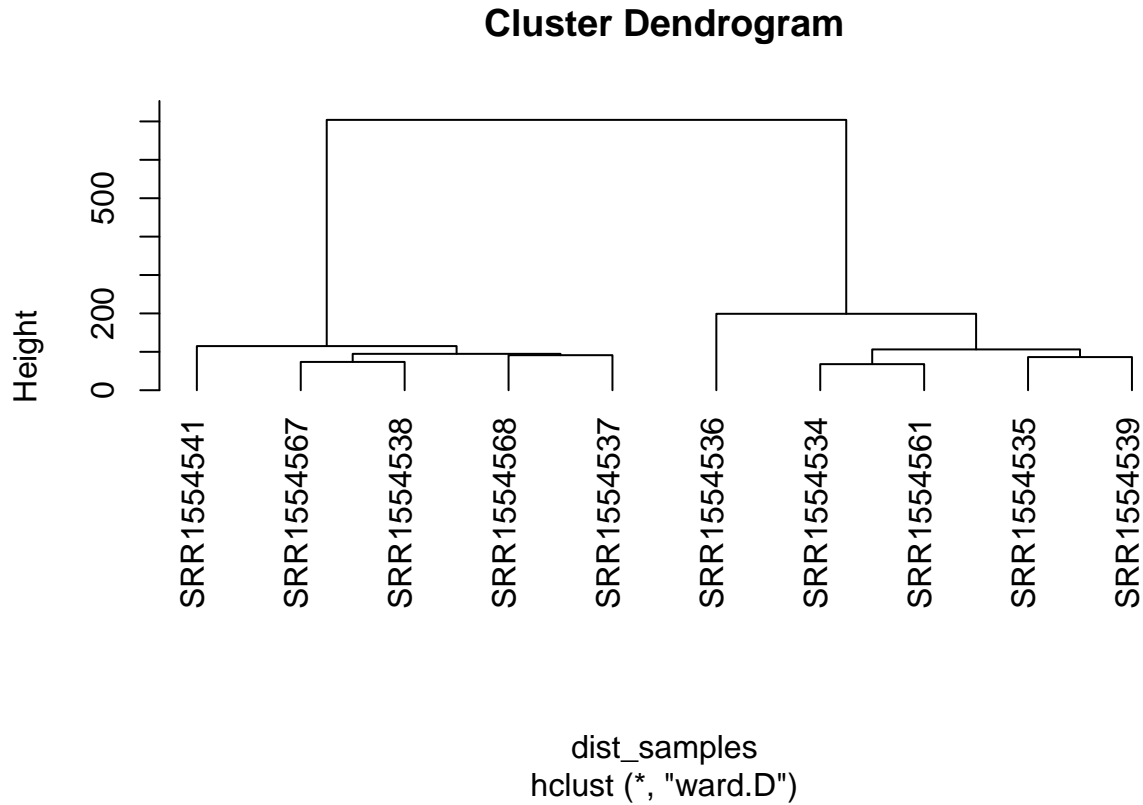 Cluster Dendrogram
Height
500
200
0
SRR1554541
SRR1554567
SRR1554538
SRR1554568
SRR1554537
SRR1554536
SRR1554534
SRR1554561
SRR1554535
SRR1554539
dist_samples
hclust (*, "ward.D")